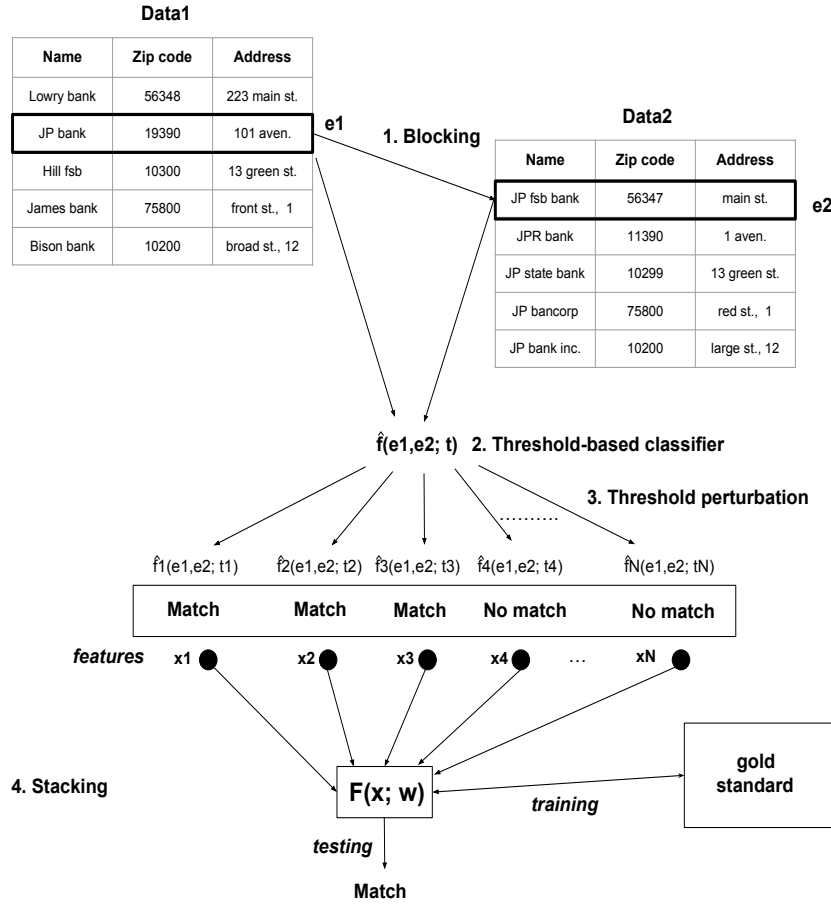 Data1
Name Zip code Address
Lowry bank 56348 223 main st.
JP bank 19390 101 aven.
Hill fsb 10300 13 green st.
James bank 75800 front st., 1
Bison bank 10200 broad st., 12
e1
1. Blocking
Data2
Name Zip code Address
JP fsb bank 56347 main st.
JPR bank 11390 1 aven.
JP state bank 10299 13 green st.
JP bancorp 75800 red st., 1
JP bank inc. 10200 large st., 12
e2
f̂(e1,e2; t) 2. Threshold-based classifier
3. Threshold perturbation
..........
f̂1(e1,e2; t1) f̂2(e1,e2; t2) f̂3(e1,e2; t3) f̂4(e1,e2; t4) f̂N(e1,e2; tN)
Match Match Match No match No match
features x1 x2 x3 x4 ... xN
4. Stacking
F(x; w)
gold
standard
training
testing
Match